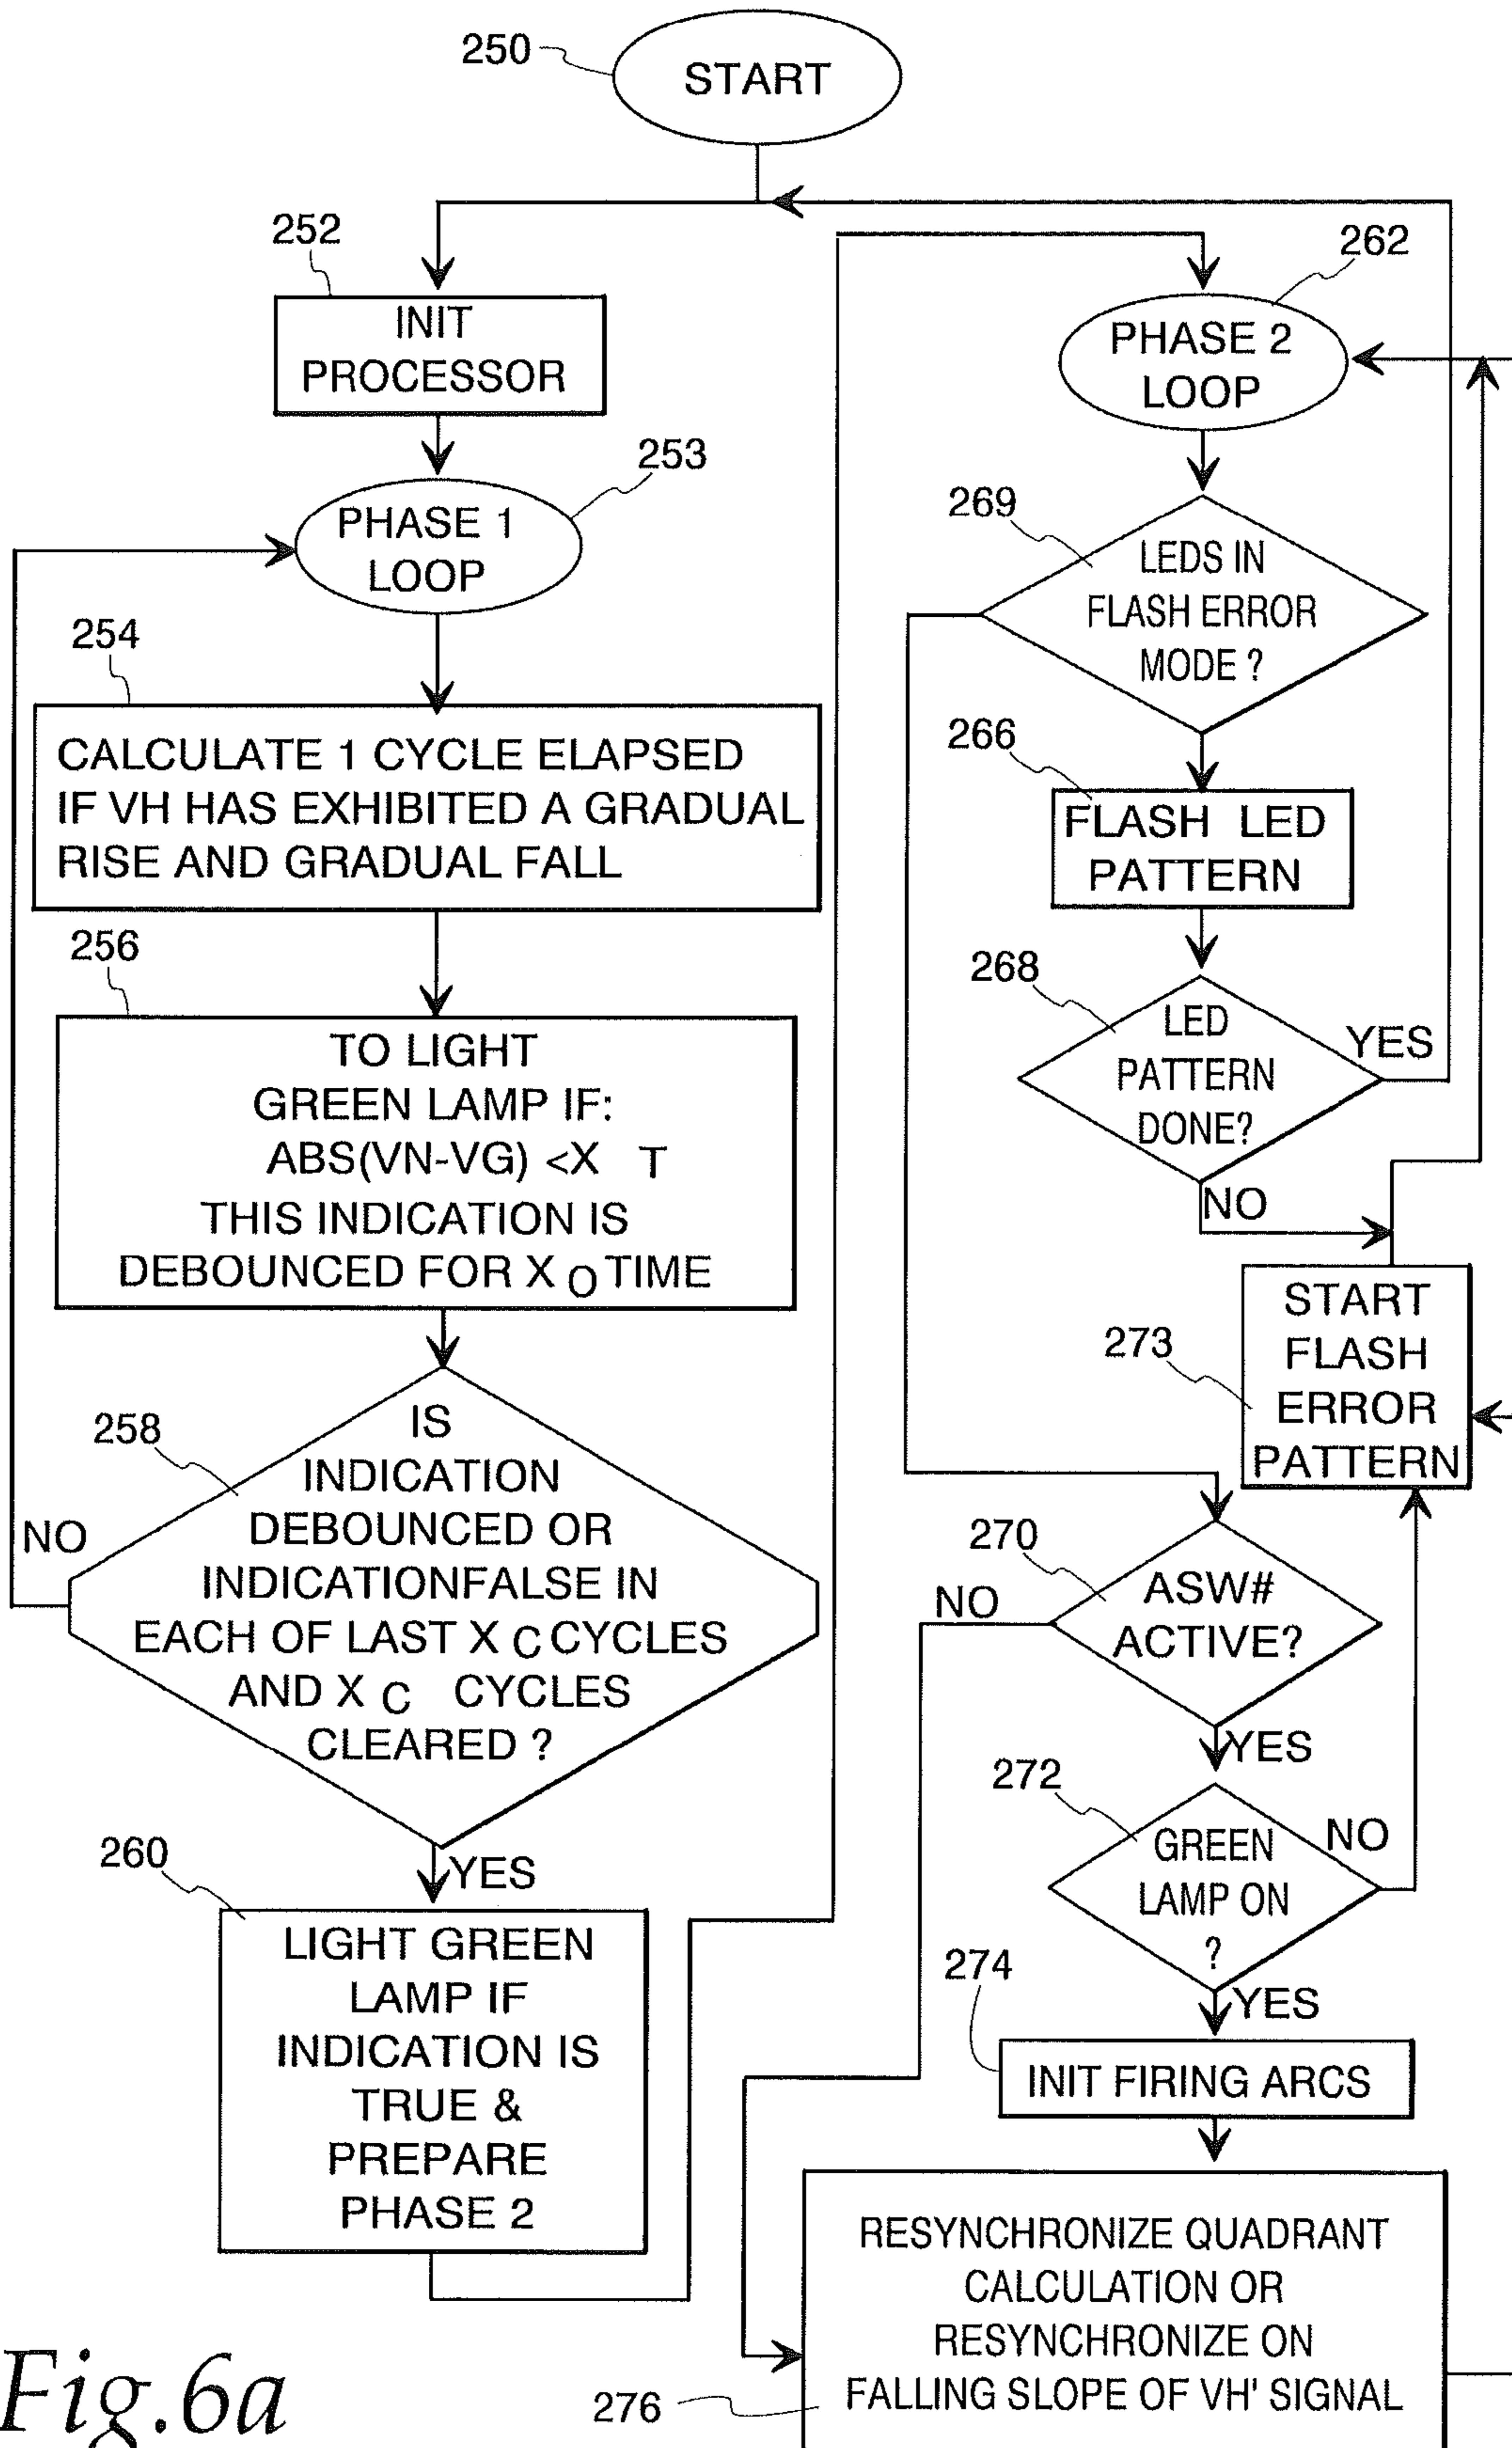 250
START
252
INIT
PROCESSOR
253
PHASE 1
LOOP
254
CALCULATE 1 CYCLE ELAPSED
IF VH HAS EXHIBITED A GRADUAL
RISE AND GRADUAL FALL
256
TO LIGHT
GREEN LAMP IF:
ABS(VN-VG) <X T
THIS INDICATION IS
DEBOUNCED FOR X O TIME
258
IS
INDICATION
DEBOUNCED OR
INDICATIONFALSE IN
EACH OF LAST X C CYCLES
AND X C CYCLES
CLEARED ?
NO
YES
260
LIGHT GREEN
LAMP IF
INDICATION IS
TRUE &
PREPARE
PHASE 2
262
PHASE 2
LOOP
269
LEDS IN
FLASH ERROR
MODE ?
266
FLASH LED
PATTERN
268
LED
PATTERN
DONE?
YES
NO
273
START
FLASH
ERROR
PATTERN
270
ASW#
ACTIVE?
NO
YES
272
GREEN
LAMP ON
?
NO
YES
274
INIT FIRING ARCS
276
RESYNCHRONIZE QUADRANT
CALCULATION OR
RESYNCHRONIZE ON
FALLING SLOPE OF VH' SIGNAL
Fig.6a